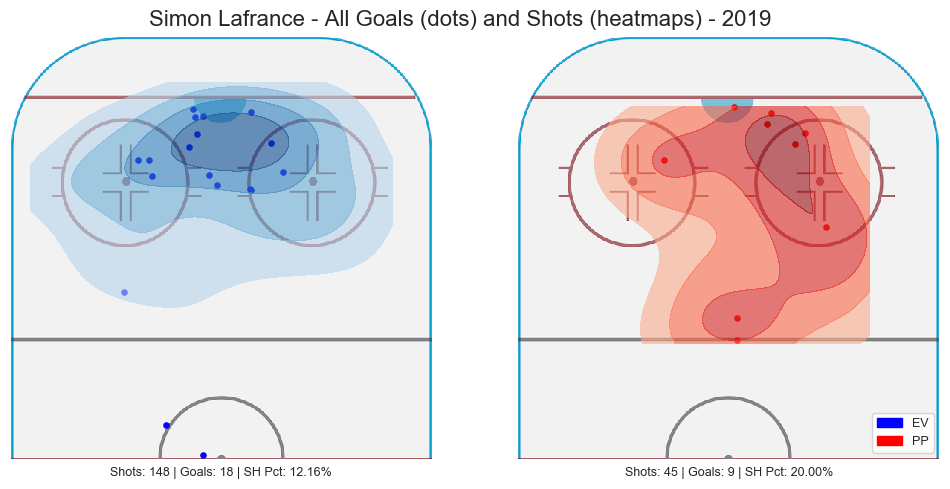 Simon Lafrance - All Goals (dots) and Shots (heatmaps) - 2019
EV
PP
Shots: 148 | Goals: 18 | SH Pct: 12.16%
Shots: 45 | Goals: 9 | SH Pct: 20.00%